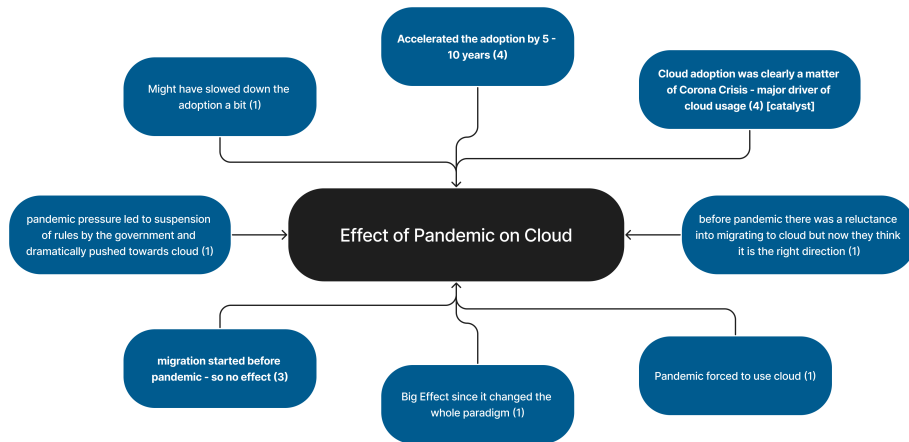 Accelerated the adoption by 5 -
10 years (4)
Might have slowed down the
adoption a bit (1)
Cloud adoption was clearly a matter
of Corona Crisis - major driver of
cloud usage (4) [catalyst]
pandemic pressure led to suspension
of rules by the government and
dramatically pushed towards cloud (1)
Effect of Pandemic on Cloud
before pandemic there was a reluctance
into migrating to cloud but now they think
it is the right direction (1)
migration started before
pandemic - so no effect (3)
Big Effect since it changed the
whole paradigm (1)
Pandemic forced to use cloud (1)